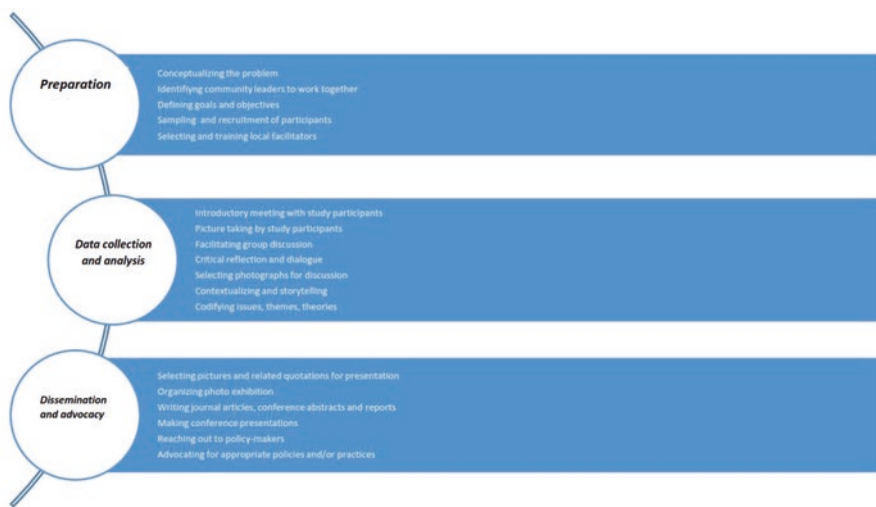 Preparation
Conceptualizing the problem
Identifiyng community leaders to work together
Defining goals and objectives
Sampling and recruitment of participants
Selecting and training local facilitators
Data collection
and analysis
Introductory meeting with study participants
Picture taking by study participants
Facilitating group discussion
Critical reflection and dialogue
Selecting photographs for discussion
Contextualizing and storytelling
Codifying issues, themes, theories
Dissemination
and advocacy
Selecting pictures and related quotations for presentation
Organizing photo exhibition
Writing journal articles, conference abstracts and reports
Making conference presentations
Reaching out to policy-makers
Advocating for appropriate policies and/or practices